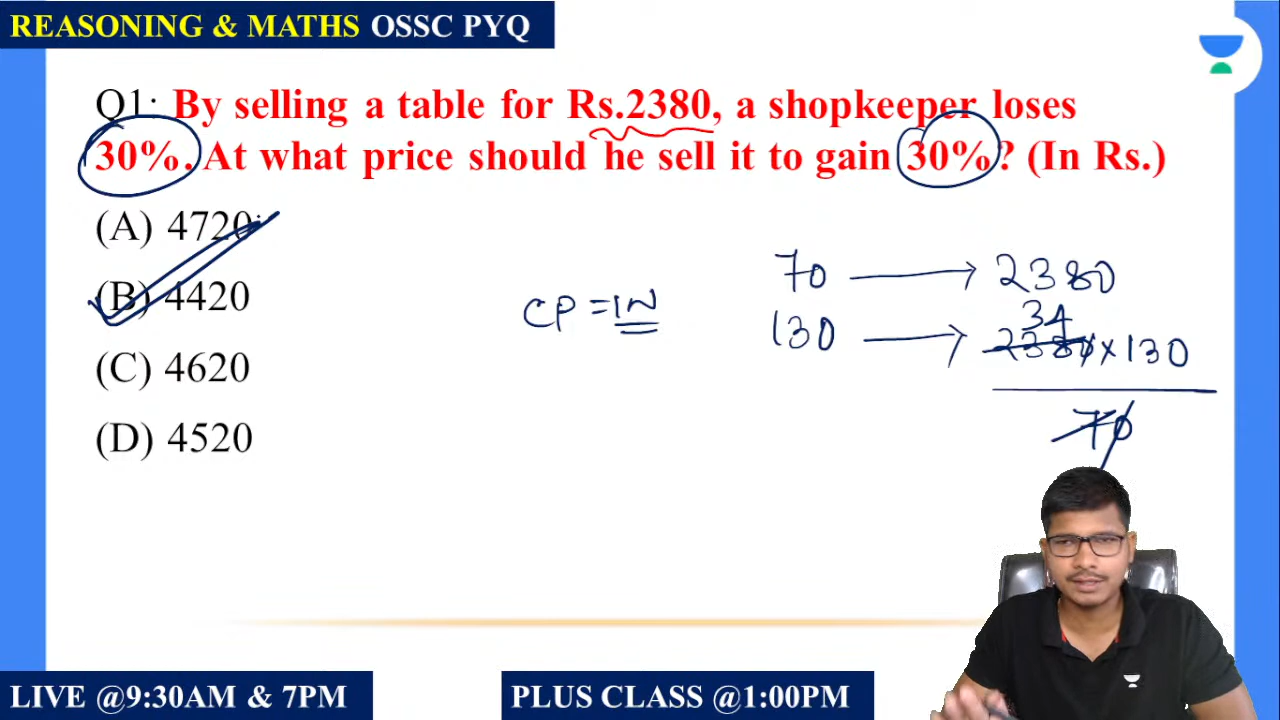 REASONING & MATHS OSSC PYQ
Q1: By selling a table for Rs.2380, a shopkeeper loses
30%. At what price should he sell it to gain 30%? (In Rs.)
(A) 4720
(B) 4420
(C) 4620
(D) 4520
CP = IN
70 → 2380
34
130 → 2380 × 130
70
LIVE @9:30AM & 7PM
PLUS CLASS @1:00PM